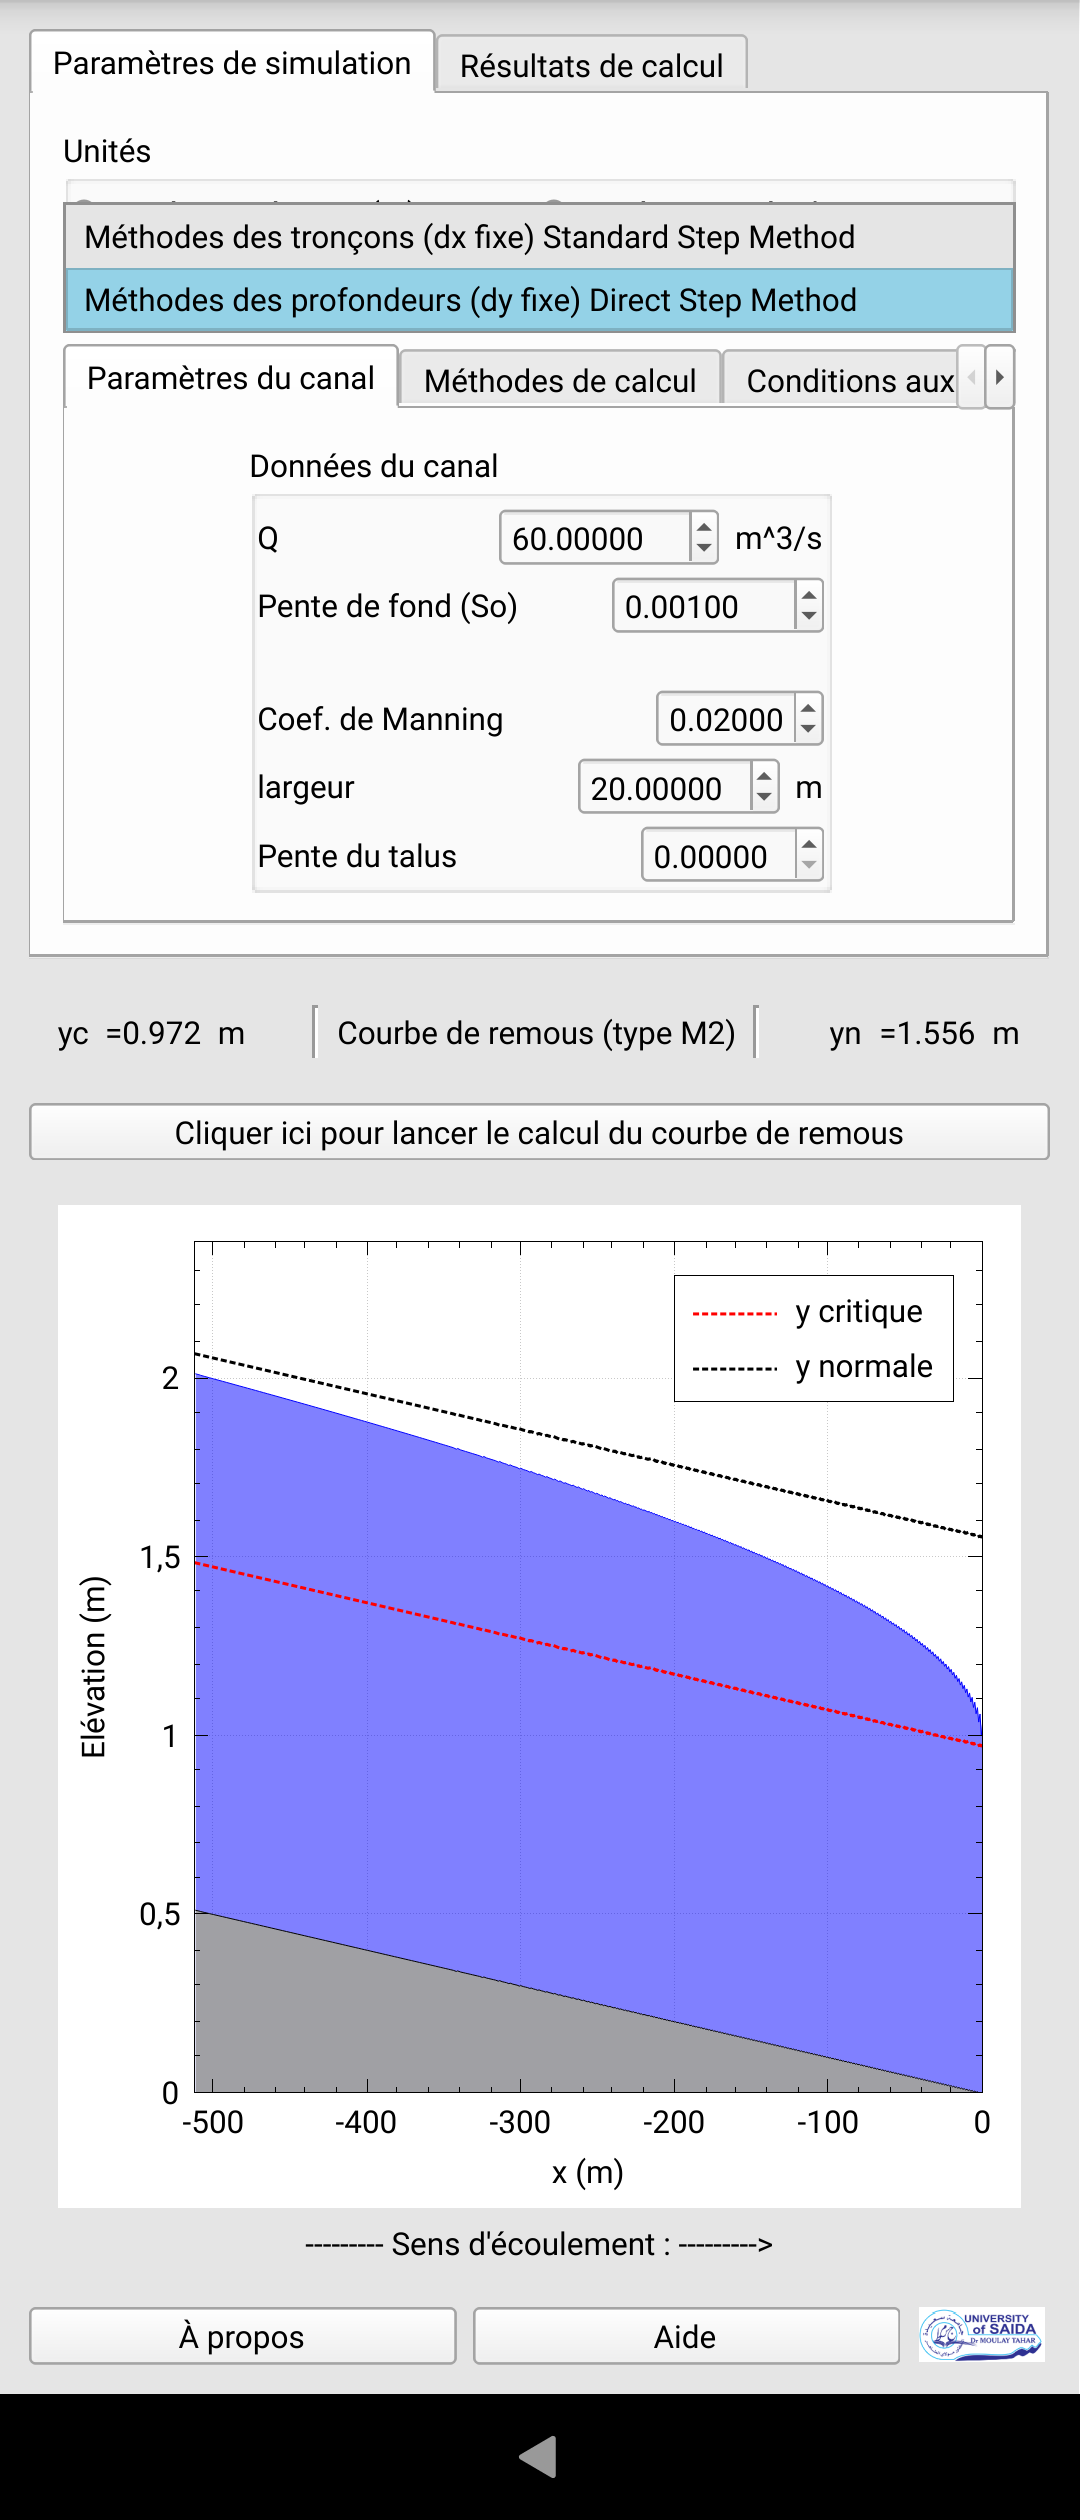 Paramètres de simulation
Résultats de calcul
Unités
Méthodes des tronçons (dx fixe) Standard Step Method
Méthodes des profondeurs (dy fixe) Direct Step Method
Paramètres du canal
Méthodes de calcul
Conditions aux
Données du canal
Q 60.00000 m^3/s
Pente de fond (So) 0.00100
Coef. de Manning 0.02000
largeur 20.00000 m
Pente du talus 0.00000
yc =0.972 m
Courbe de remous (type M2)
yn =1.556 m
Cliquer ici pour lancer le calcul du courbe de remous
y critique
y normale
2
1,5
1
0,5
0
Elévation (m)
-500 -400 -300 -200 -100 0
x (m)
--------- Sens d'écoulement : --------->
À propos
Aide
UNIVERSITY
of SAIDA
Dr MOULAY TAHAR